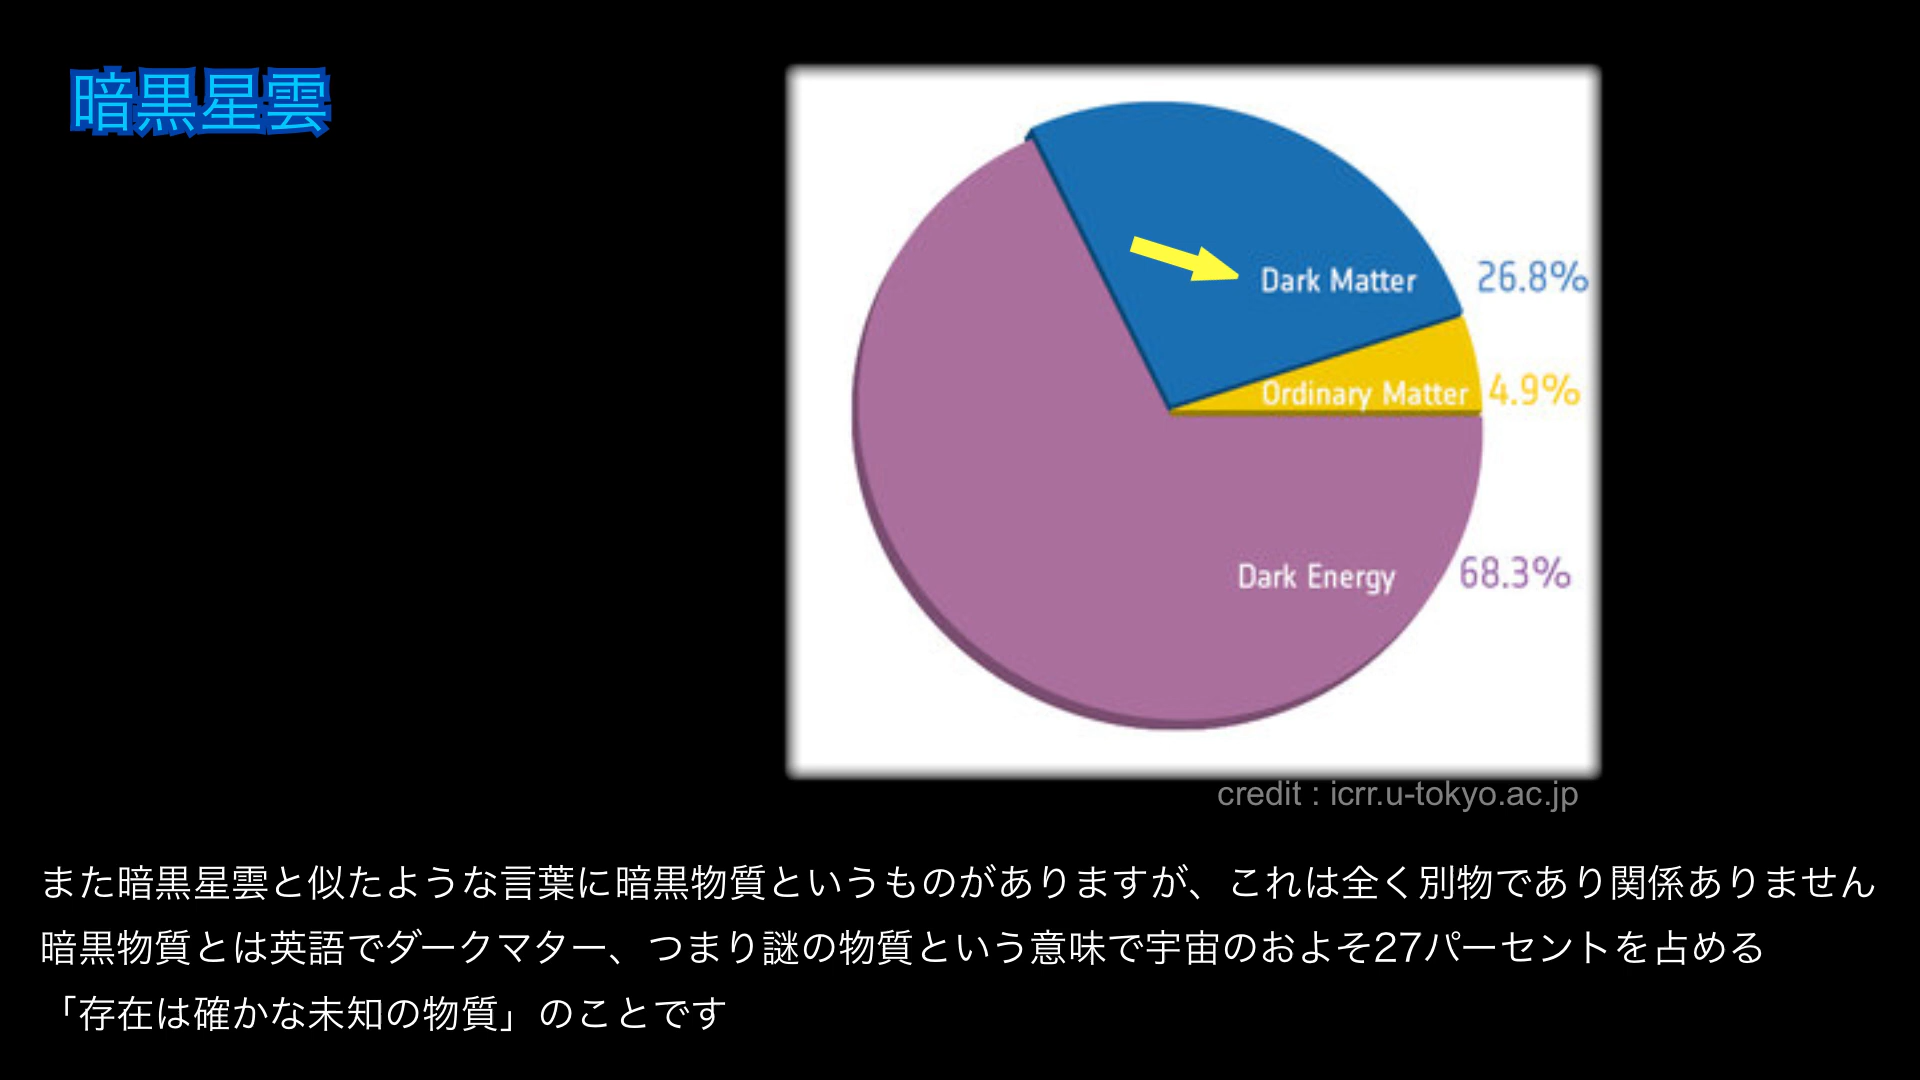 暗黒星雲
Dark Matter 26.8%
Ordinary Matter 4.9%
Dark Energy 68.3%
credit : icrr.u-tokyo.ac.jp
また暗黒星雲と似たような言葉に暗黒物質というものがありますが、これは全く別物であり関係ありません
暗黒物質とは英語でダークマター、つまり謎の物質という意味で宇宙のおよそ27パーセントを占める
「存在は確かな未知の物質」のことです